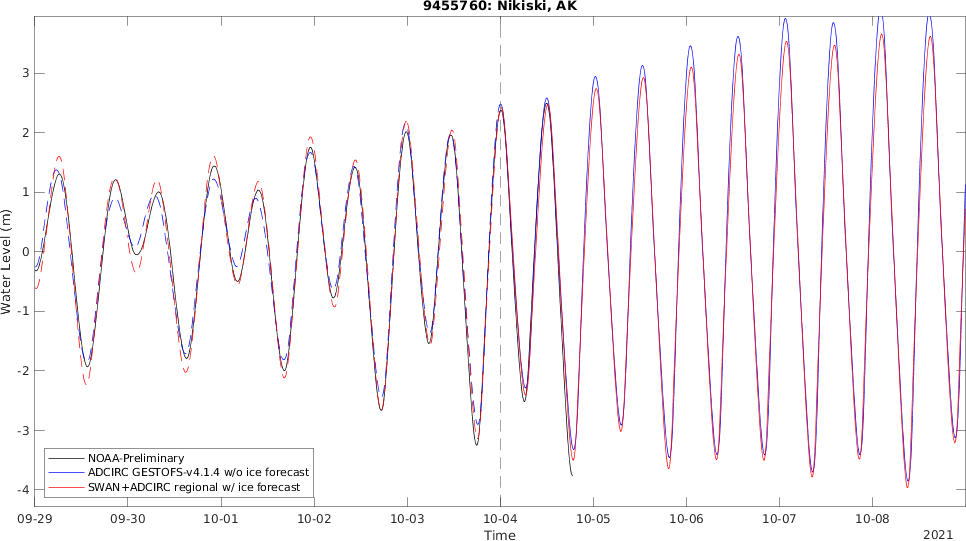 9455760: Nikiski, AK
Water Level (m)
3
2
1
0
-1
-2
-3
-4
NOAA-Preliminary
ADCIRC GESTOFS-v4.1.4 w/o ice forecast
SWAN+ADCIRC regional w/ ice forecast
09-29 09-30 10-01 10-02 10-03 10-04 10-05 10-06 10-07 10-08
Time
2021